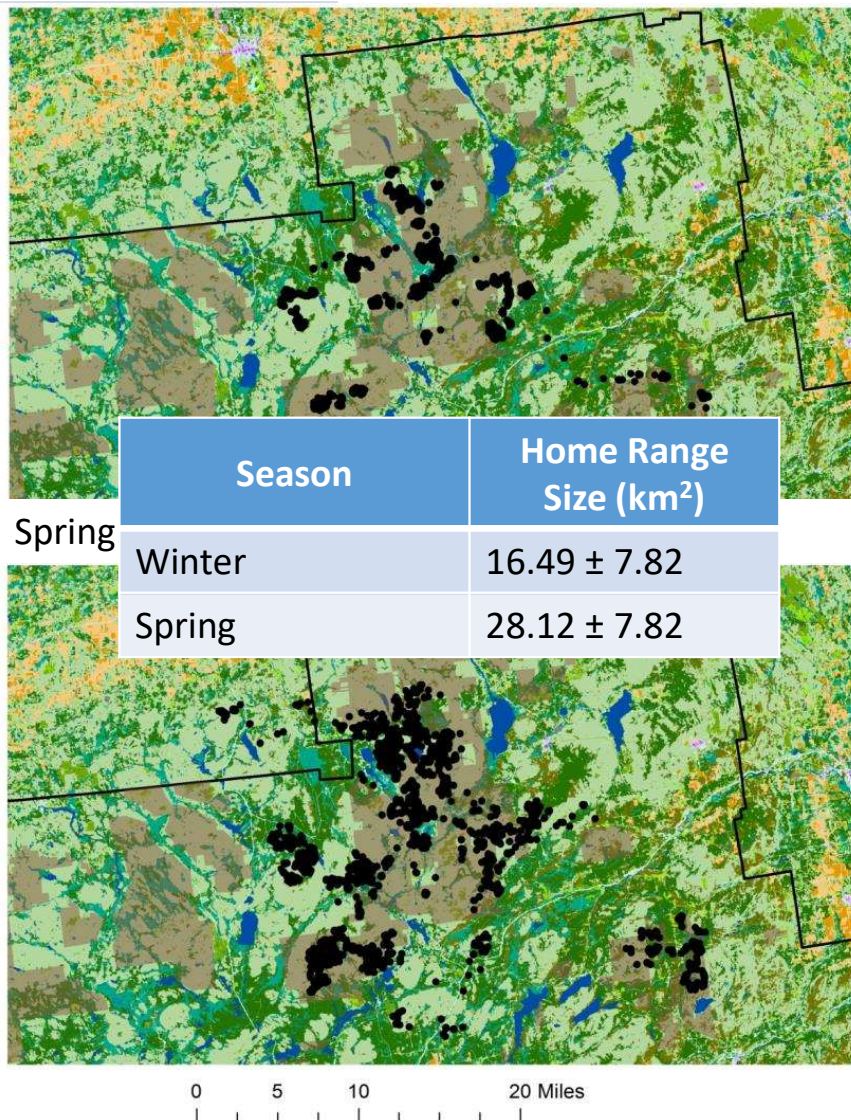 Season
Home Range
Size (km²)
Spring
Winter
16.49 ± 7.82
Spring
28.12 ± 7.82
0 5 10 20 Miles